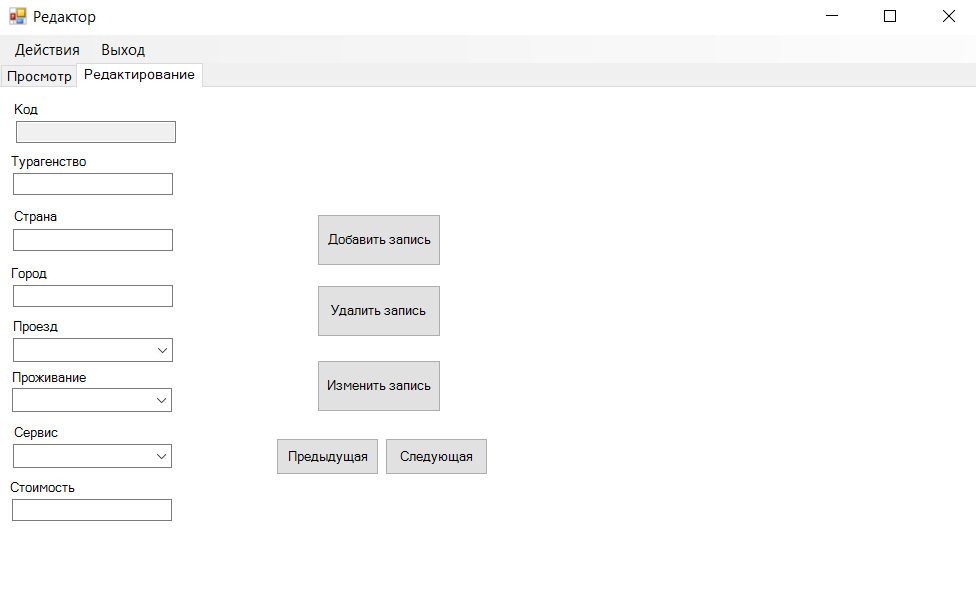 Редактор
Действия Выход
Просмотр Редактирование
Код
Турагенство
Страна
Добавить запись
Город
Удалить запись
Проезд
Проживание
Изменить запись
Сервис
Предыдущая Следующая
Стоимость